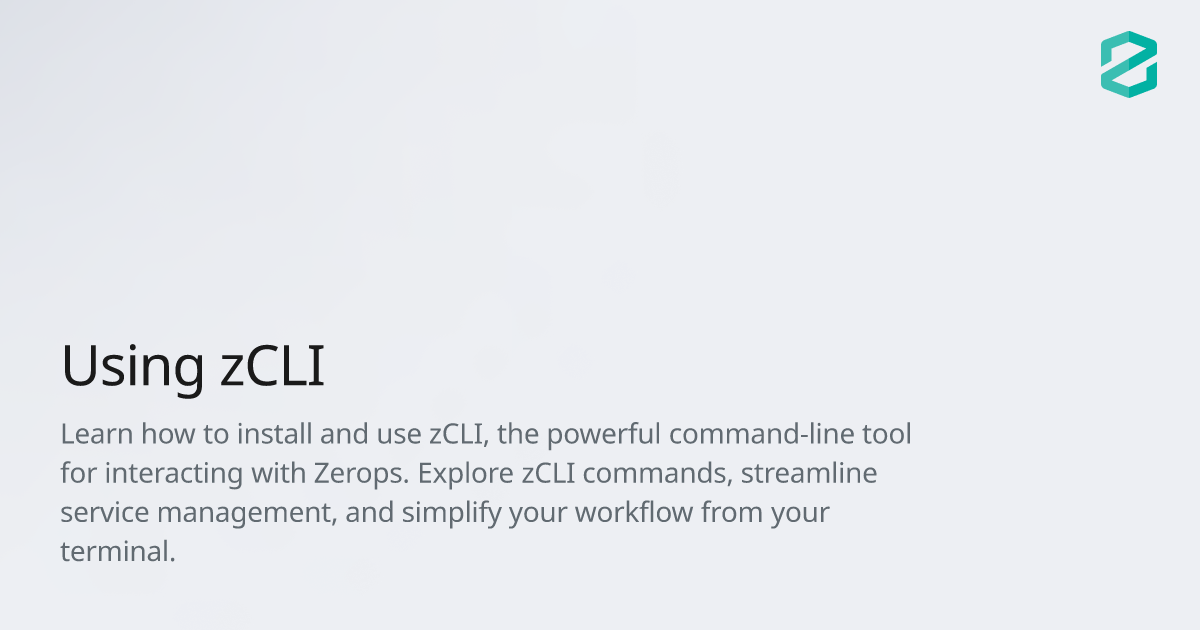 Using zCLI
Learn how to install and use zCLI, the powerful command-line tool
for interacting with Zerops. Explore zCLI commands, streamline
service management, and simplify your workflow from your
terminal.